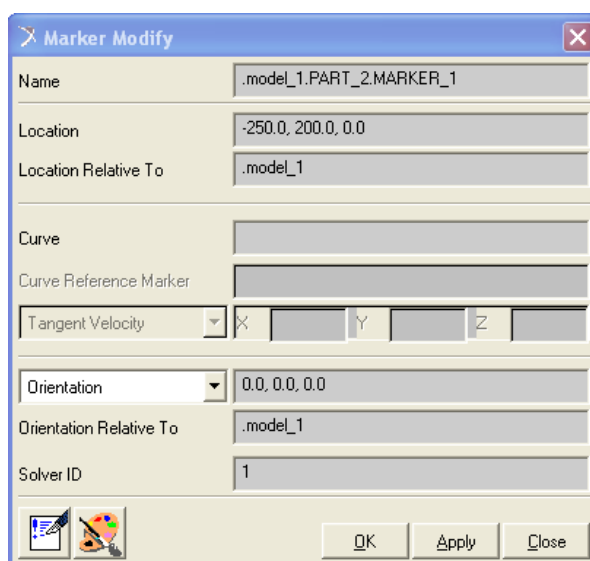 Marker Modify
Name .model_1.PART_2.MARKER_1
Location -250.0, 200.0, 0.0
Location Relative To .model_1
Curve
Curve Reference Marker
Tangent Velocity X Y Z
Orientation 0.0, 0.0, 0.0
Orientation Relative To .model_1
Solver ID 1
OK Apply Close